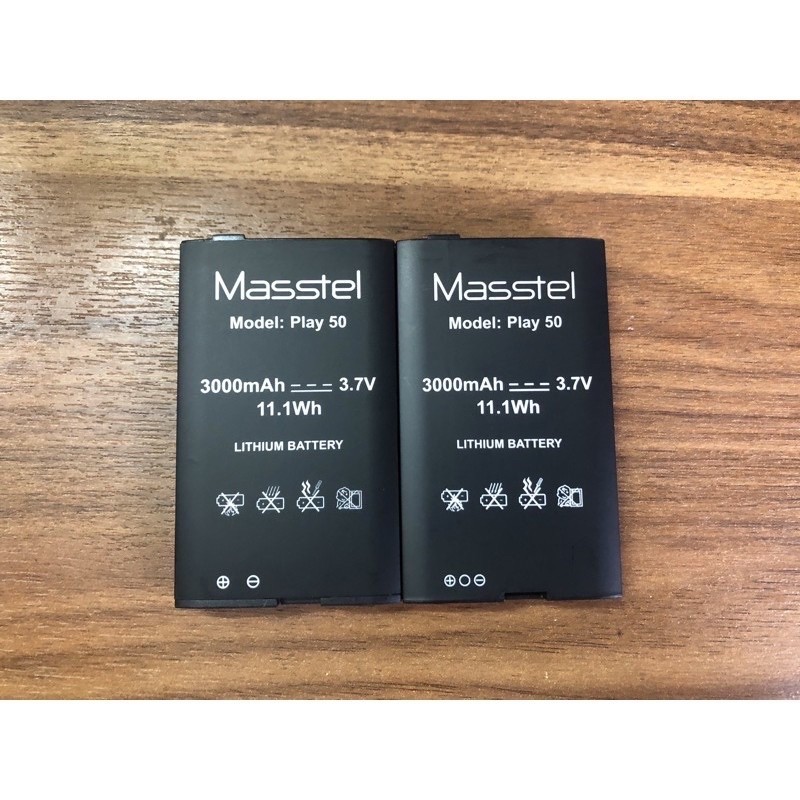 Masstel
Model: Play 50
3000mAh 3.7V
11.1Wh
LITHIUM BATTERY
⊕ ⊖
Masstel
Model: Play 50
3000mAh 3.7V
11.1Wh
LITHIUM BATTERY
⊕○⊖